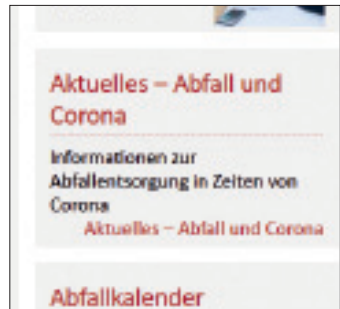 Aktuelles – Abfall und
Corona
Informationen zur
Abfallentsorgung in Zeiten von
Corona
Aktuelles – Abfall und Corona
Abfallkalender